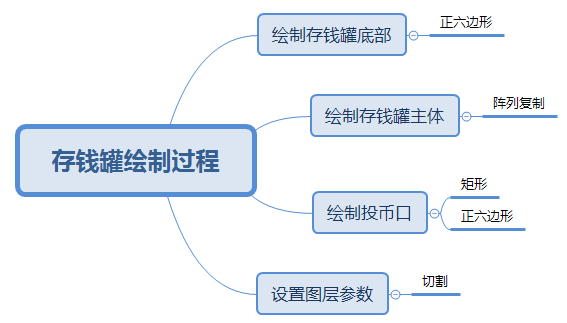 存钱罐绘制过程
绘制存钱罐底部
正六边形
绘制存钱罐主体
阵列复制
绘制投币口
矩形
正六边形
设置图层参数
切割